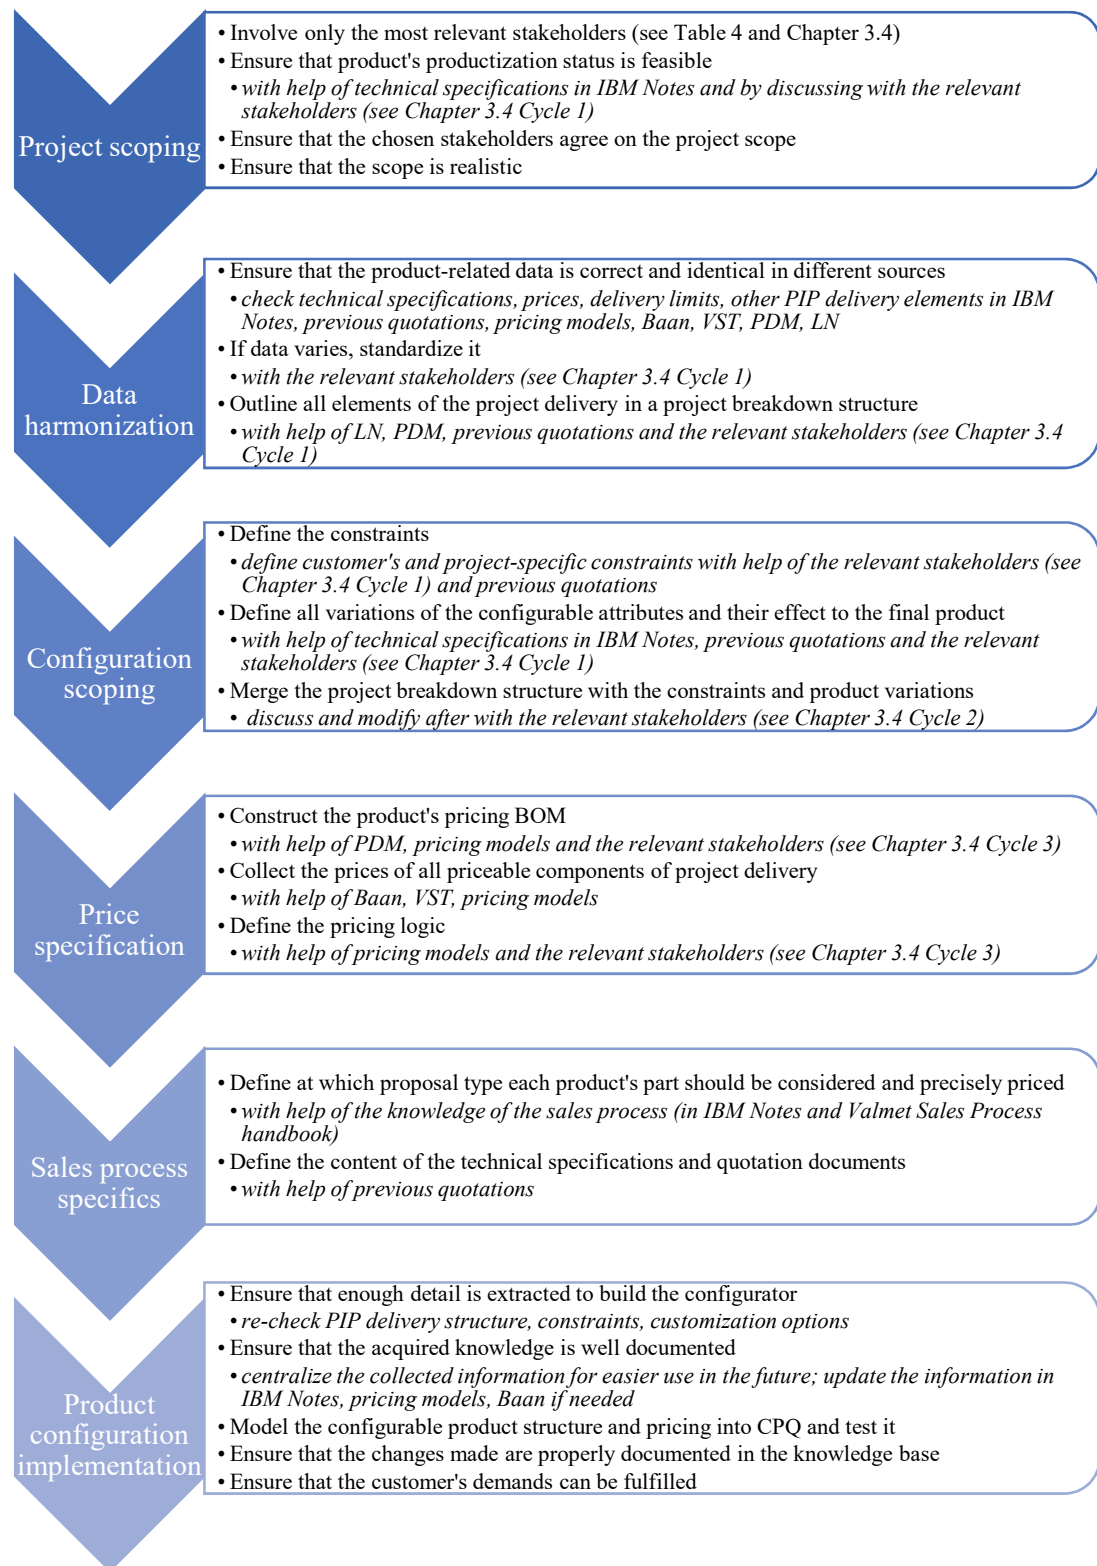 Project scoping
• Involve only the most relevant stakeholders (see Table 4 and Chapter 3.4)
• Ensure that product's productization status is feasible
• with help of technical specifications in IBM Notes and by discussing with the relevant
stakeholders (see Chapter 3.4 Cycle 1)
• Ensure that the chosen stakeholders agree on the project scope
• Ensure that the scope is realistic
Data
harmonization
• Ensure that the product-related data is correct and identical in different sources
• check technical specifications, prices, delivery limits, other PIP delivery elements in IBM
Notes, previous quotations, pricing models, Baan, VST, PDM, LN
• If data varies, standardize it
• with the relevant stakeholders (see Chapter 3.4 Cycle 1)
• Outline all elements of the project delivery in a project breakdown structure
• with help of LN, PDM, previous quotations and the relevant stakeholders (see Chapter 3.4
Cycle 1)
Configuration
scoping
• Define the constraints
• define customer's and project-specific constraints with help of the relevant stakeholders (see
Chapter 3.4 Cycle 1) and previous quotations
• Define all variations of the configurable attributes and their effect to the final product
• with help of technical specifications in IBM Notes, previous quotations and the relevant
stakeholders (see Chapter 3.4 Cycle 1)
• Merge the project breakdown structure with the constraints and product variations
• discuss and modify after with the relevant stakeholders (see Chapter 3.4 Cycle 2)
Price
specification
• Construct the product's pricing BOM
• with help of PDM, pricing models and the relevant stakeholders (see Chapter 3.4 Cycle 3)
• Collect the prices of all priceable components of project delivery
• with help of Baan, VST, pricing models
• Define the pricing logic
• with help of pricing models and the relevant stakeholders (see Chapter 3.4 Cycle 3)
Sales process
specifics
• Define at which proposal type each product's part should be considered and precisely priced
• with help of the knowledge of the sales process (in IBM Notes and Valmet Sales Process
handbook)
• Define the content of the technical specifications and quotation documents
• with help of previous quotations
Product
configuration
implementation
• Ensure that enough detail is extracted to build the configurator
• re-check PIP delivery structure, constraints, customization options
• Ensure that the acquired knowledge is well documented
• centralize the collected information for easier use in the future; update the information in
IBM Notes, pricing models, Baan if needed
• Model the configurable product structure and pricing into CPQ and test it
• Ensure that the changes made are properly documented in the knowledge base
• Ensure that the customer's demands can be fulfilled